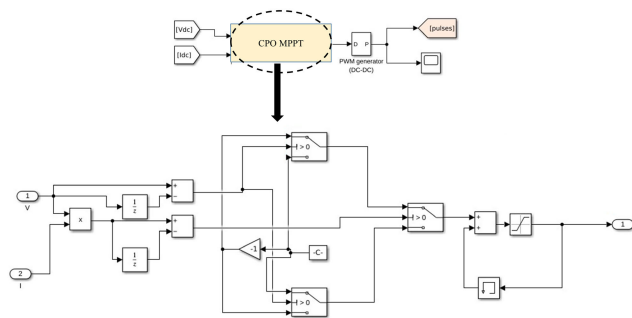 [Vdc]
[Idc]
CPO MPPT
D P
PWM generator
(DC-DC)
[pulses]
> 0
1
V
+
−
1
z
x
+
−
> 0
+
+
1
1
z
-1
-C-
2
I
> 0